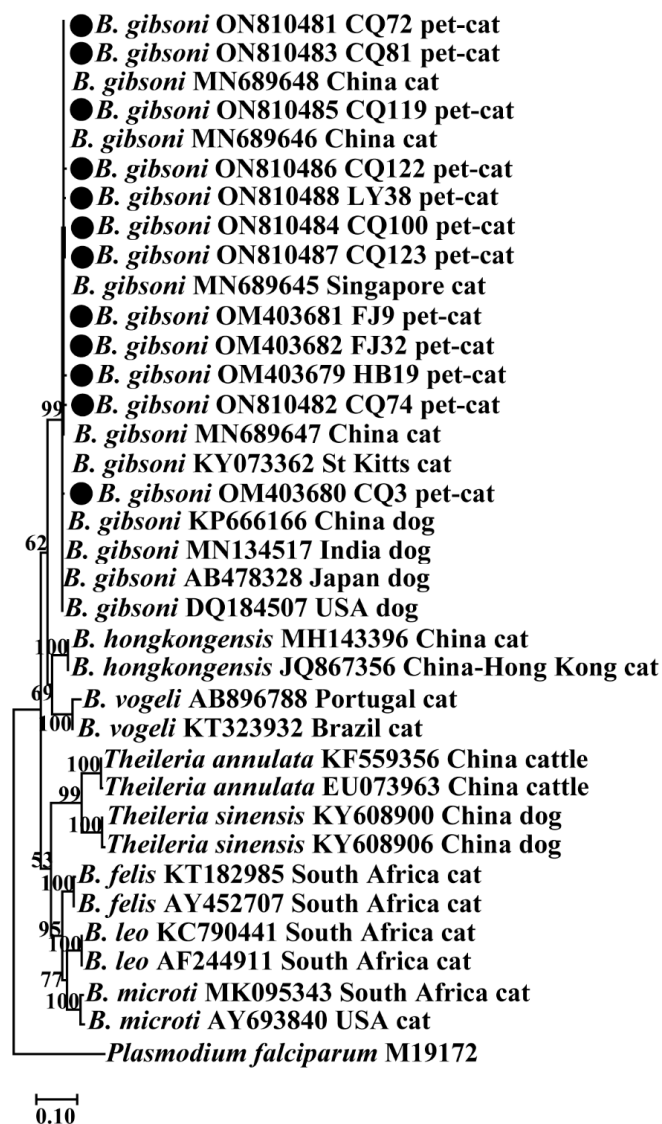 B. gibsoni ON810481 CQ72 pet-cat
B. gibsoni ON810483 CQ81 pet-cat
B. gibsoni MN689648 China cat
B. gibsoni ON810485 CQ119 pet-cat
B. gibsoni MN689646 China cat
B. gibsoni ON810486 CQ122 pet-cat
B. gibsoni ON810488 LY38 pet-cat
B. gibsoni ON810484 CQ100 pet-cat
B. gibsoni ON810487 CQ123 pet-cat
B. gibsoni MN689645 Singapore cat
B. gibsoni OM403681 FJ9 pet-cat
B. gibsoni OM403682 FJ32 pet-cat
B. gibsoni OM403679 HB19 pet-cat
B. gibsoni ON810482 CQ74 pet-cat
99
B. gibsoni MN689647 China cat
B. gibsoni KY073362 St Kitts cat
B. gibsoni OM403680 CQ3 pet-cat
B. gibsoni KP666166 China dog
62
B. gibsoni MN134517 India dog
B. gibsoni AB478328 Japan dog
B. gibsoni DQ184507 USA dog
100
B. hongkongensis MH143396 China cat
B. hongkongensis JQ867356 China-Hong Kong cat
69
B. vogeli AB896788 Portugal cat
100
B. vogeli KT323932 Brazil cat
100
Theileria annulata KF559356 China cattle
Theileria annulata EU073963 China cattle
99
Theileria sinensis KY608900 China dog
100
Theileria sinensis KY608906 China dog
53
B. felis KT182985 South Africa cat
100
B. felis AY452707 South Africa cat
95
B. leo KC790441 South Africa cat
100
B. leo AF244911 South Africa cat
77
B. microti MK095343 South Africa cat
100
B. microti AY693840 USA cat
Plasmodium falciparum M19172
0.10